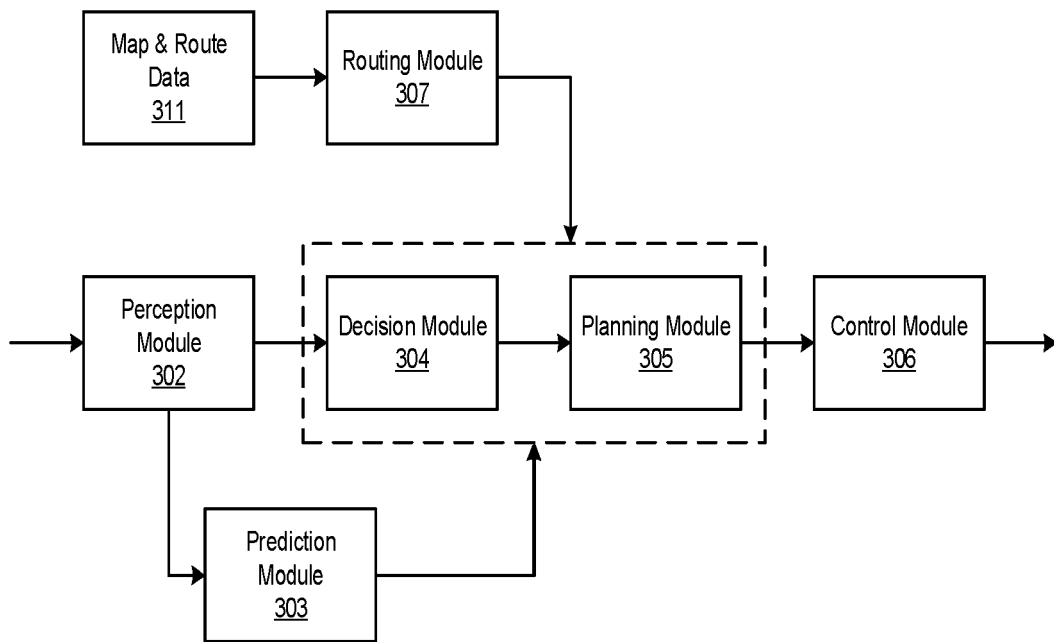 Map & Route
Data
311
Routing Module
307
Perception
Module
302
Decision Module
304
Planning Module
305
Control Module
306
Prediction
Module
303